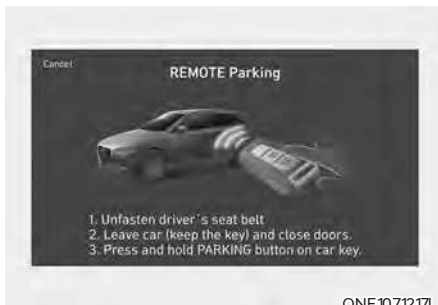 Cancel
REMOTE Parking
1. Unfasten driver´s seat belt
2. Leave car (keep the key) and close doors.
3. Press and hold PARKING button on car key.